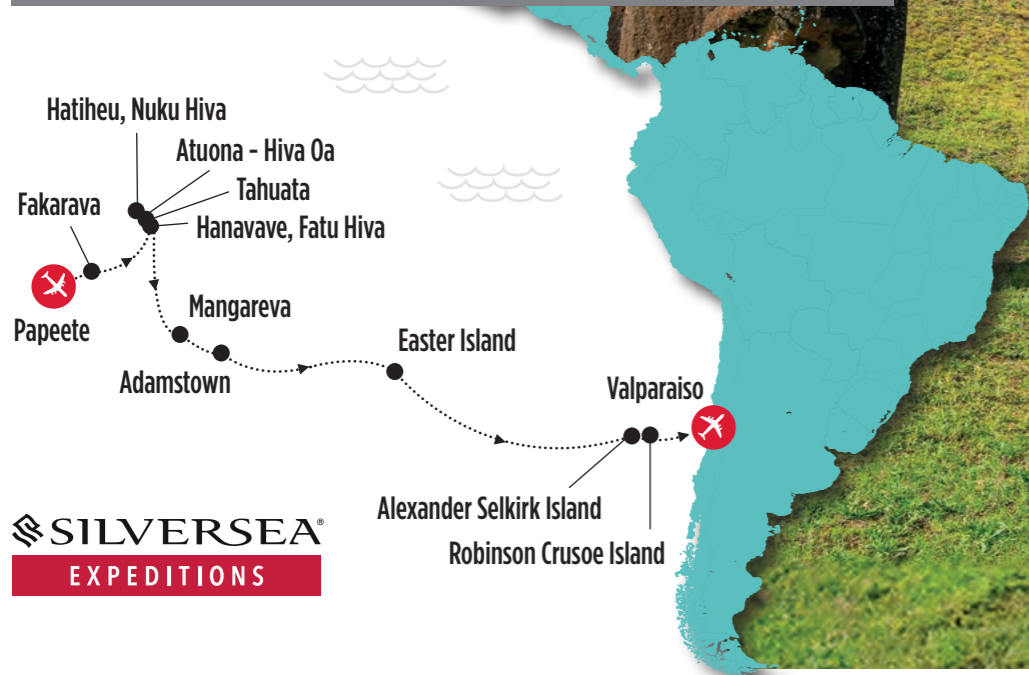 Hatiheu, Nuku Hiva
Atuona - Hiva Oa
Tahuata
Fakarava
Hanavave, Fatu Hiva
Papeete
Mangareva
Adamstown
Easter Island
Valparaiso
Alexander Selkirk Island
Robinson Crusoe Island
SILVERSEA®
EXPEDITIONS